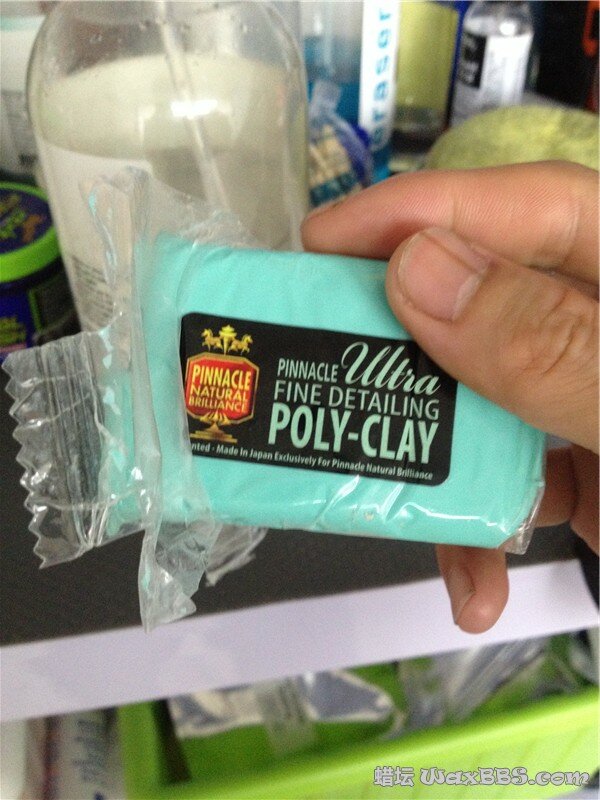 eraser
PINNACLE
NATURAL
BRILLIANCE
PINNACLE Ultra
FINE DETAILING
POLY-CLAY
nted - Made In Japan Exclusively For Pinnacle Natural Brilliance
蜡坛 WaxBBS.com